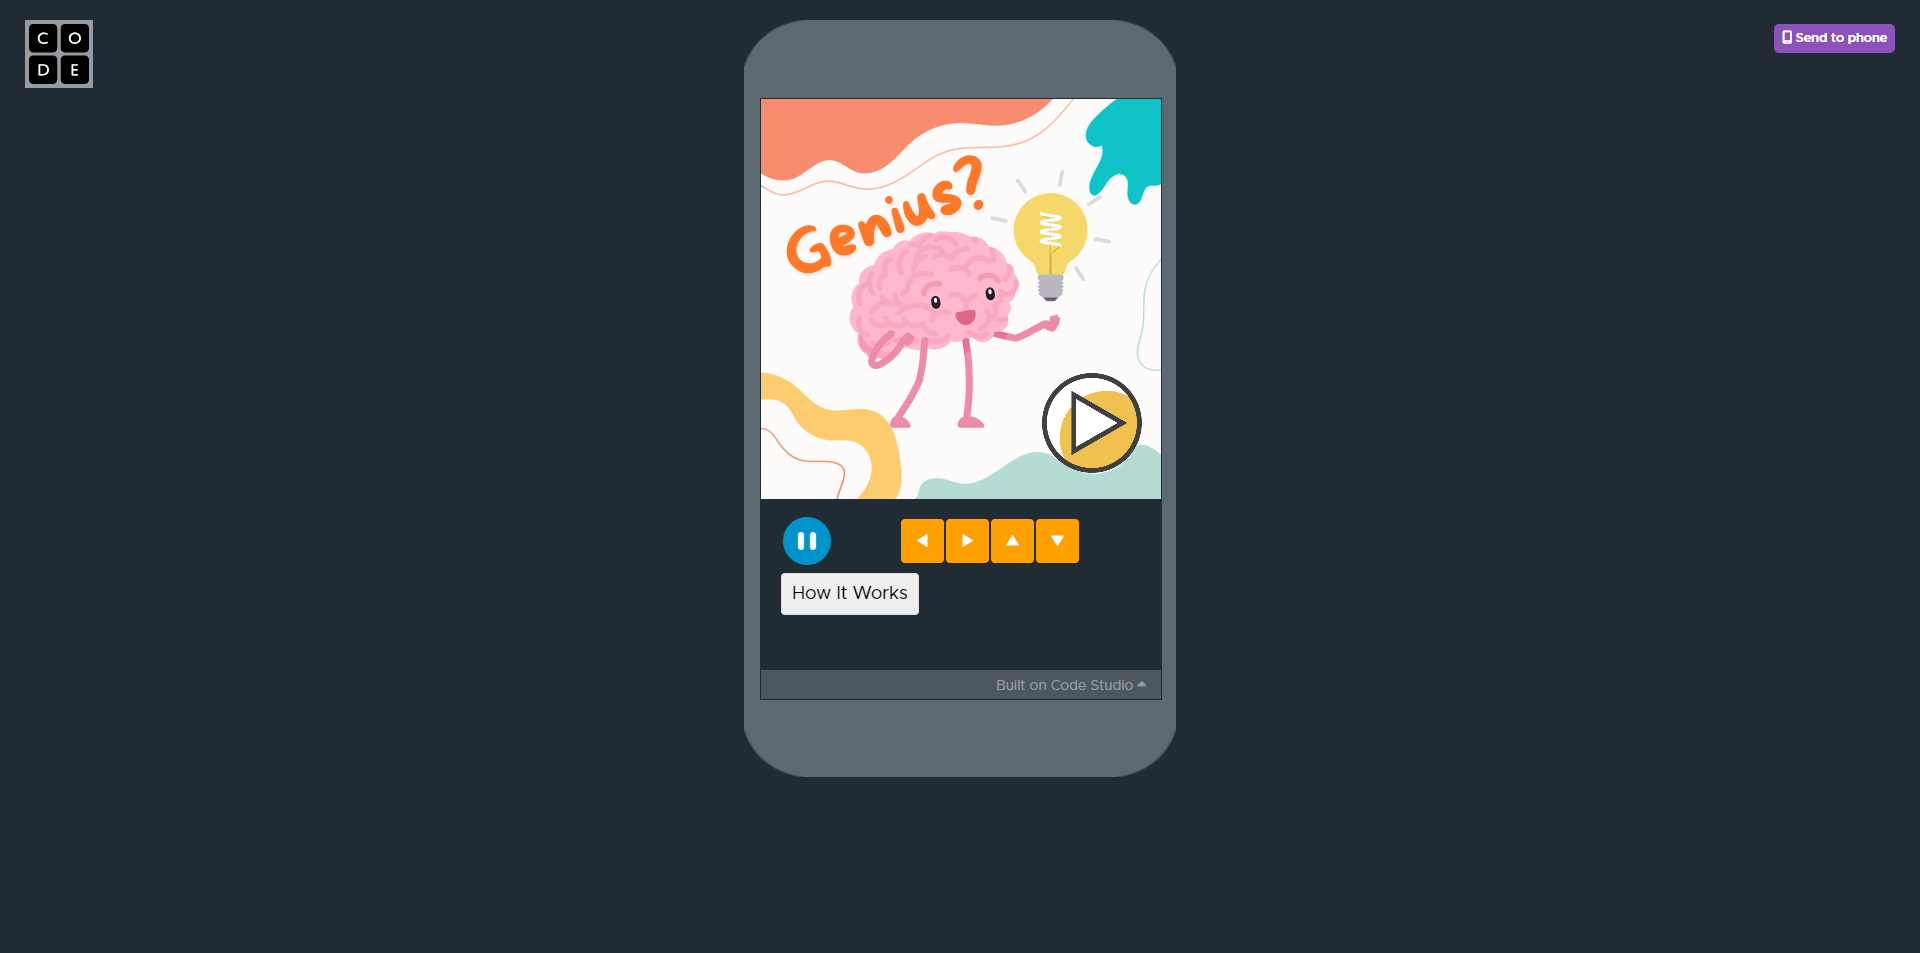 C O
D E
Send to phone
Genius?
How It Works
Built on Code Studio